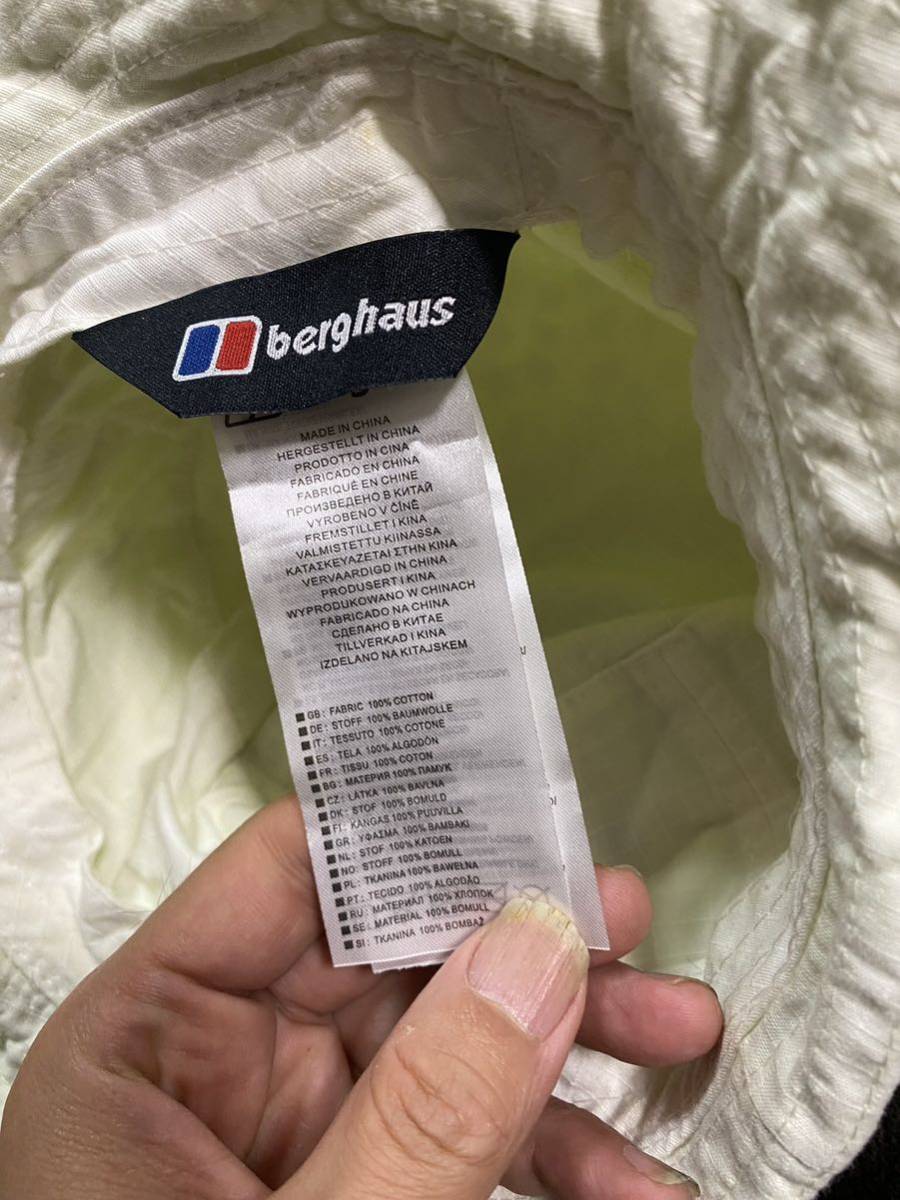 berghaus
MADE IN CHINA
HERGESTELLT IN CHINA
PRODOTTO IN CINA
FABRICADO EN CHINA
FABRIQUÉ EN CHINE
ПРОИЗВЕДЕНО В КИТАЙ
VYROBENO V ČÍNĚ
FREMSTILLET I KINA
VALMISTETTU KIINASSA
ΚΑΤΑΣΚΕΥΑΖΕΤΑΙ ΣΤΗΝ ΚΙΝΑ
VERVAARDIGD IN CHINA
PRODUSERT I KINA
WYPRODUKOWANO W CHINACH
FABRICADO NA CHINA
СДЕЛАНО В КИТАЕ
TILLVERKAD I KINA
IZDELANO NA KITAJSKEM
GB: FABRIC 100% COTTON
DE: STOFF 100% BAUMWOLLE
IT: TESSUTO 100% COTONE
ES: TELA 100% ALGODÓN
FR: TISSU 100% COTON
BG: МАТЕРИЯ 100% ПАМУК
CZ: LÁTKA 100% BAVLNA
DK: STOF 100% BOMULD
FI: KANGAS 100% PUUVILLA
GR: ΥΦΑΣΜΑ 100% ΒΑΜΒΑΚΙ
NL: STOF 100% KATOEN
NO: STOFF 100% BOMULL
PL: TKANINA 100% BAWEŁNA
PT: TECIDO 100% ALGODÃO
RU: МАТЕРИАЛ 100% ХЛОПОК
SE: MATERIAL 100% BOMULL
SI: TKANINA 100% BOMBAŽ